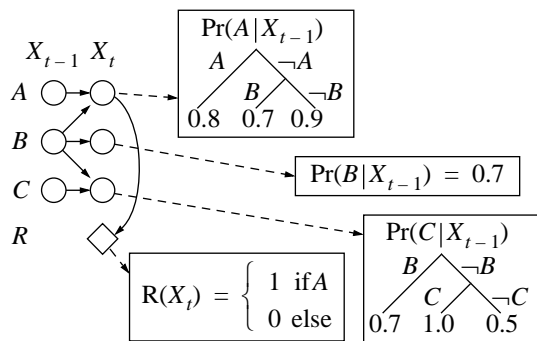 X_{t−1} X_t
A
B
C
R
Pr(A|X_{t−1})
A ¬A
B ¬B
0.8 0.7 0.9
Pr(B|X_{t−1}) = 0.7
Pr(C|X_{t−1})
B ¬B
C ¬C
0.7 1.0 0.5
R(X_t) = { 1 if A
0 else